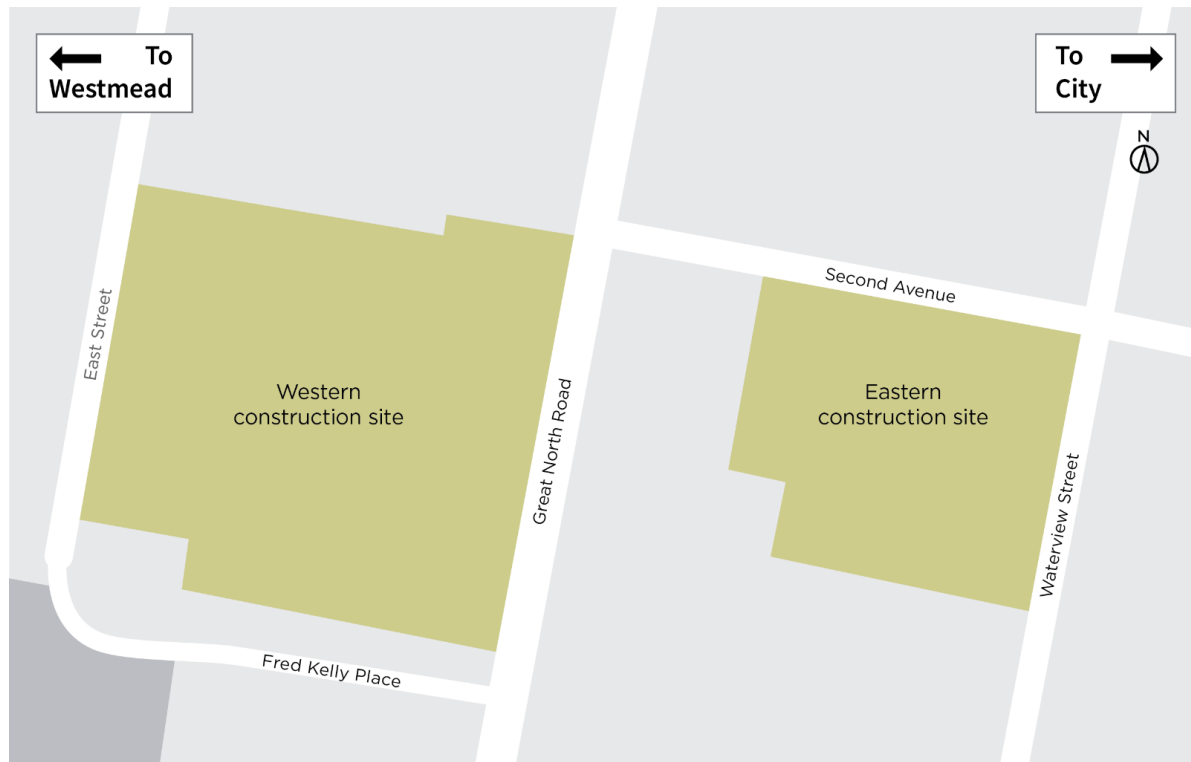 To
Westmead
To
City
N
Second Avenue
East Street
Western
construction site
Eastern
construction site
Great North Road
Waterview Street
Fred Kelly Place